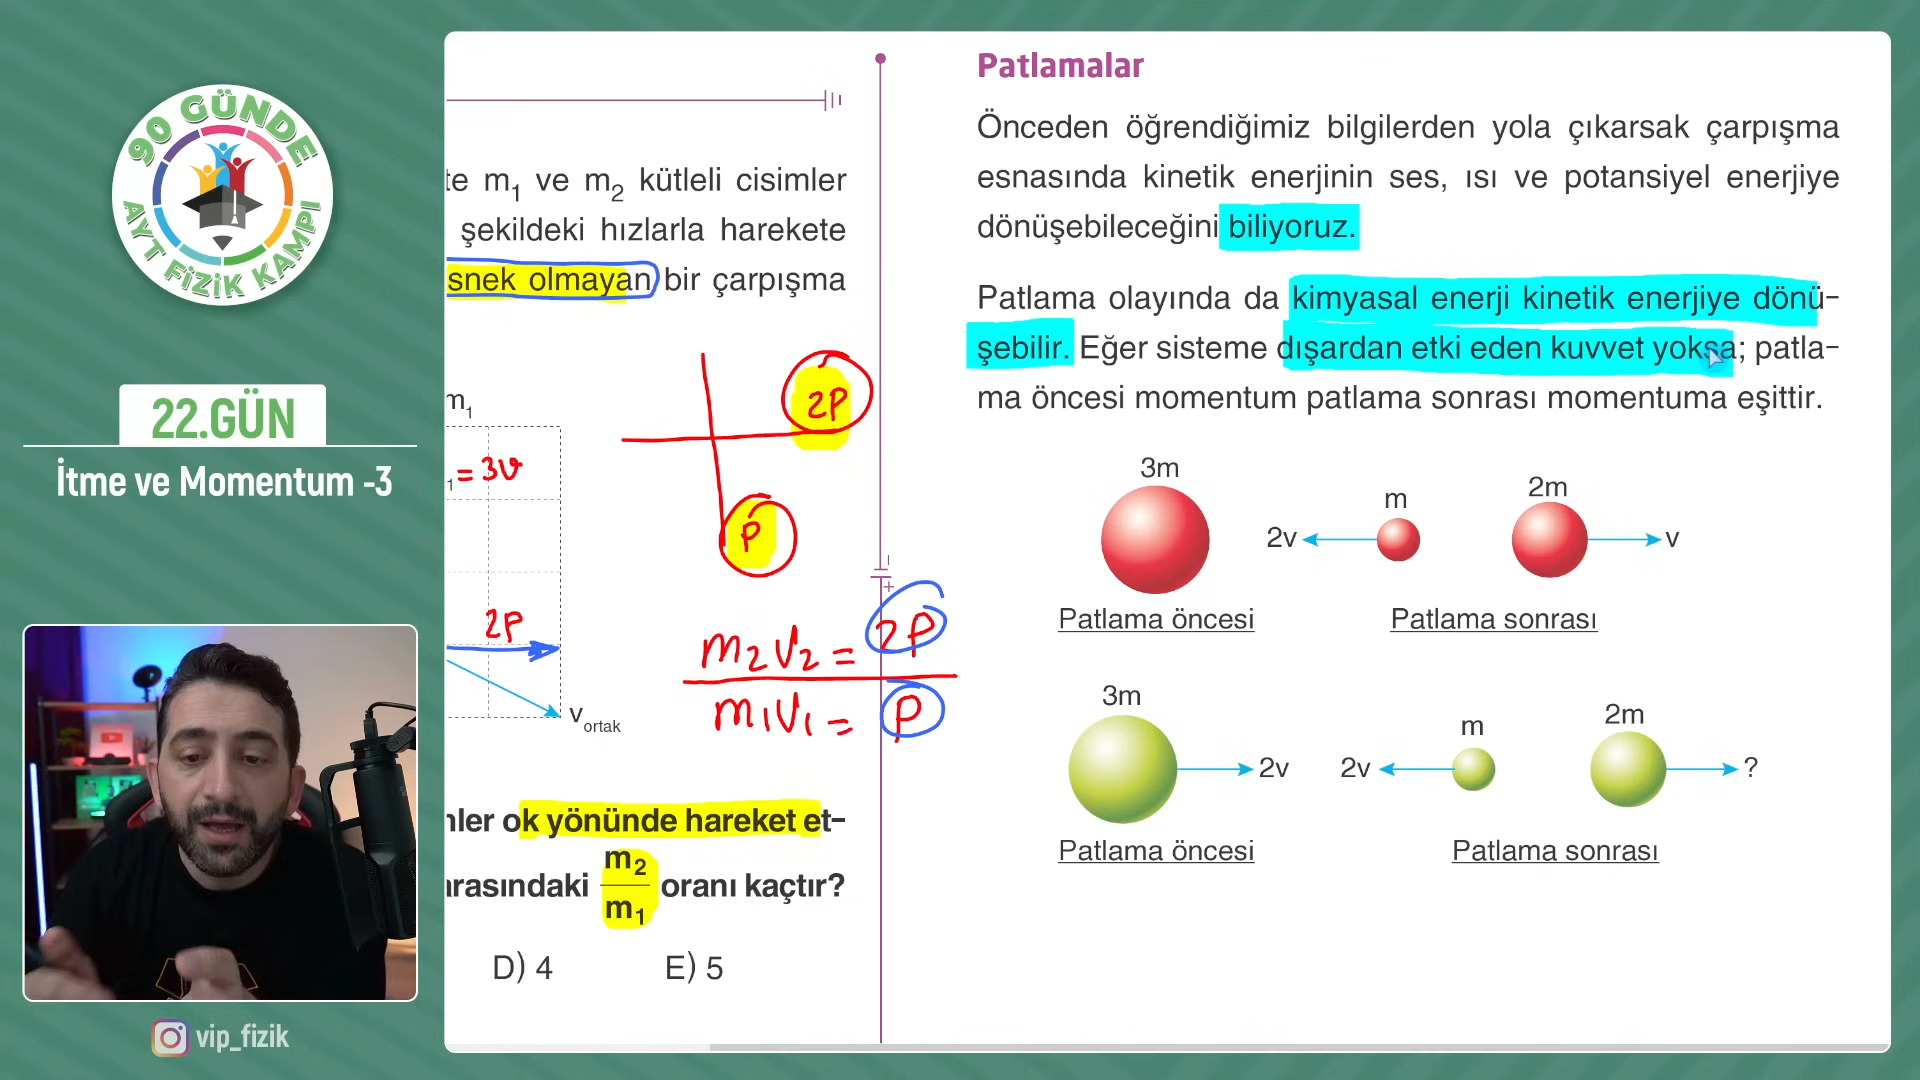 90 GÜNDE
AYT FİZİK KAMPI
22.GÜN
İtme ve Momentum -3
vip_fizik
te m₁ ve m₂ kütleli cisimler
şekildeki hızlarla harekete
snek olmayan bir çarpışma
m₁
= 3v
2P
P
2P
v ortak
m₂v₂ = 2P
m₁v₁ = P
nler ok yönünde hareket et-
arasındaki m₂/m₁ oranı kaçtır?
D) 4 E) 5
Patlamalar
Önceden öğrendiğimiz bilgilerden yola çıkarsak çarpışma
esnasında kinetik enerjinin ses, ısı ve potansiyel enerjiye
dönüşebileceğini biliyoruz.
Patlama olayında da kimyasal enerji kinetik enerjiye dönü-
şebilir. Eğer sisteme dışardan etki eden kuvvet yoksa; patla-
ma öncesi momentum patlama sonrası momentuma eşittir.
3m
m
2m
2v
v
Patlama öncesi
Patlama sonrası
3m
m
2m
2v
2v
?
Patlama öncesi
Patlama sonrası